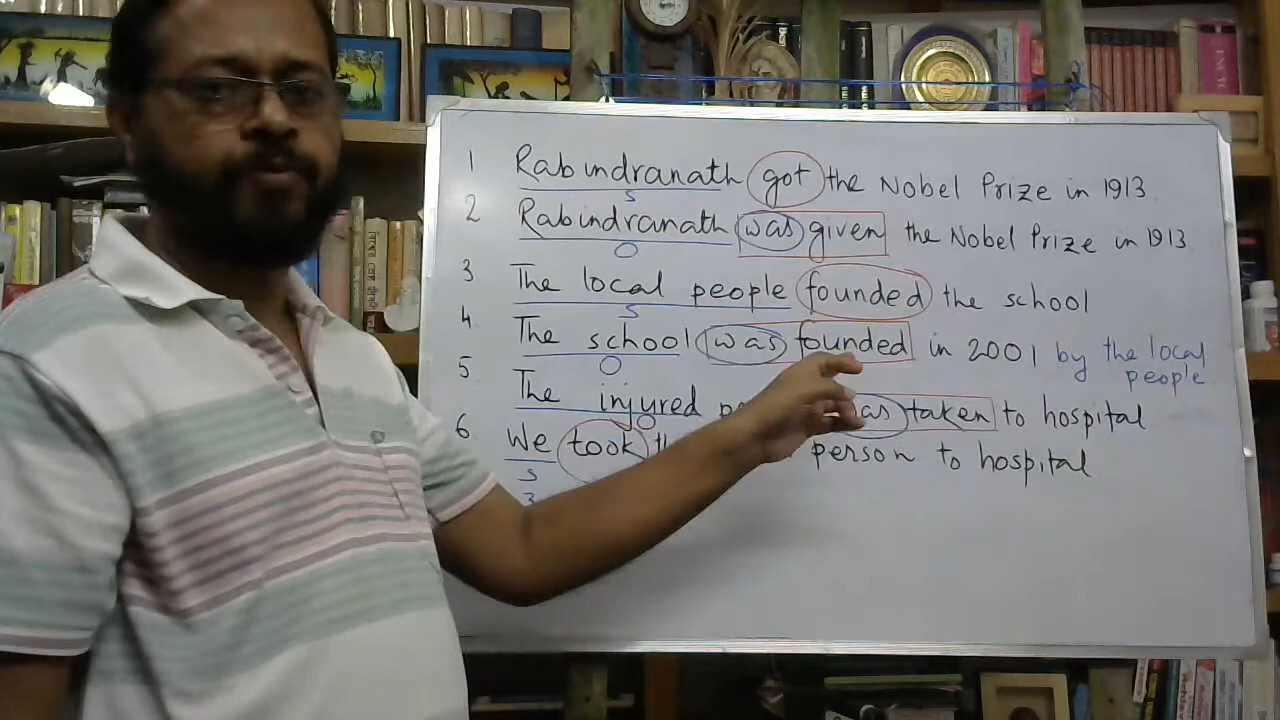 1 Rabindranath got the Nobel Prize in 1913.
S
2 Rabindranath was given the Nobel Prize in 1913
O
3 The local people founded the school
S
4 The school was founded in 2001 by the local people.
O
5 The injured taken to hospital
O
6 We took person to hospital
S
3